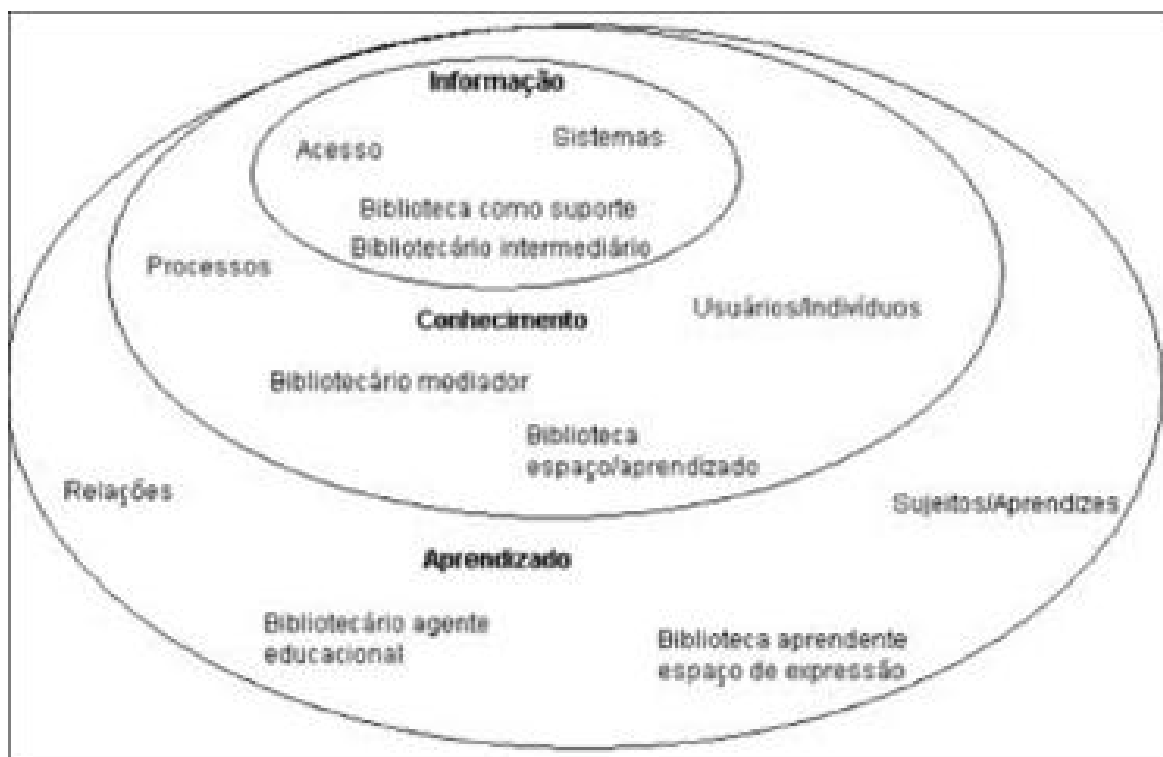 Informação
Acesso
Sistemas
Biblioteca como suporte
Bibliotecário intermediário
Processos
Usuários/Indivíduos
Conhecimento
Bibliotecário mediador
Biblioteca
espaço/aprendizado
Relações
Sujeitos/Aprendizes
Aprendizado
Bibliotecário agente
educacional
Biblioteca aprendente
espaço de expressão